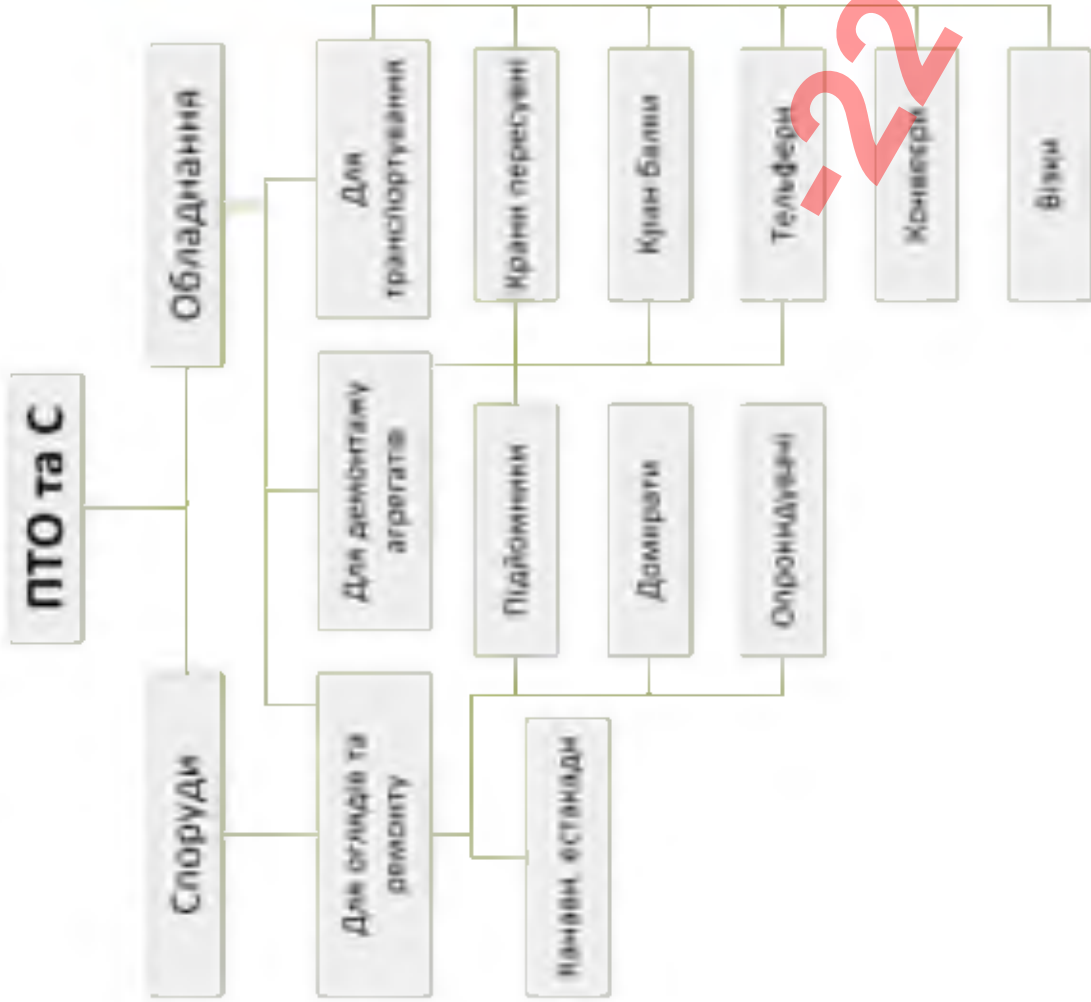 ПТО та С
Споруди
Обладнання
Для оглядів та
ремонту
Для демонтажу
агрегатів
Для
транспортування
Канави, естакади
Підйомники
Домкрати
Опрокидувачі
Крани пересувні
Кран балки
Тельфери
Конвеєри
Візки
-22